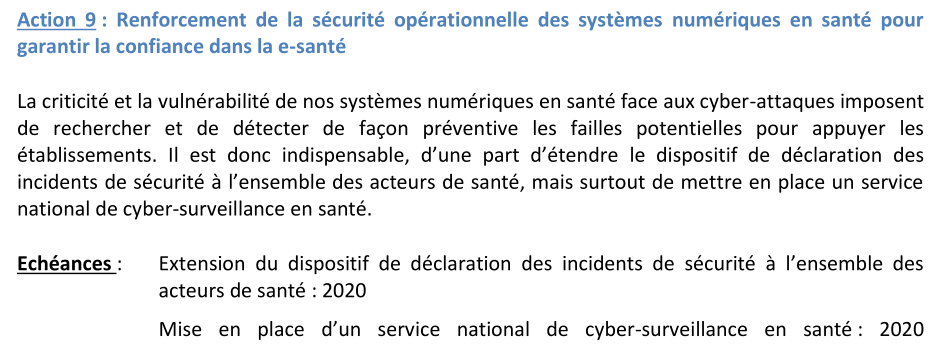 Action 9 : Renforcement de la sécurité opérationnelle des systèmes numériques en santé pour
garantir la confiance dans la e-santé
La criticité et la vulnérabilité de nos systèmes numériques en santé face aux cyber-attaques imposent
de rechercher et de détecter de façon préventive les failles potentielles pour appuyer les
établissements. Il est donc indispensable, d’une part d’étendre le dispositif de déclaration des
incidents de sécurité à l’ensemble des acteurs de santé, mais surtout de mettre en place un service
national de cyber-surveillance en santé.
Echéances : Extension du dispositif de déclaration des incidents de sécurité à l’ensemble des
acteurs de santé : 2020
Mise en place d’un service national de cyber-surveillance en santé : 2020